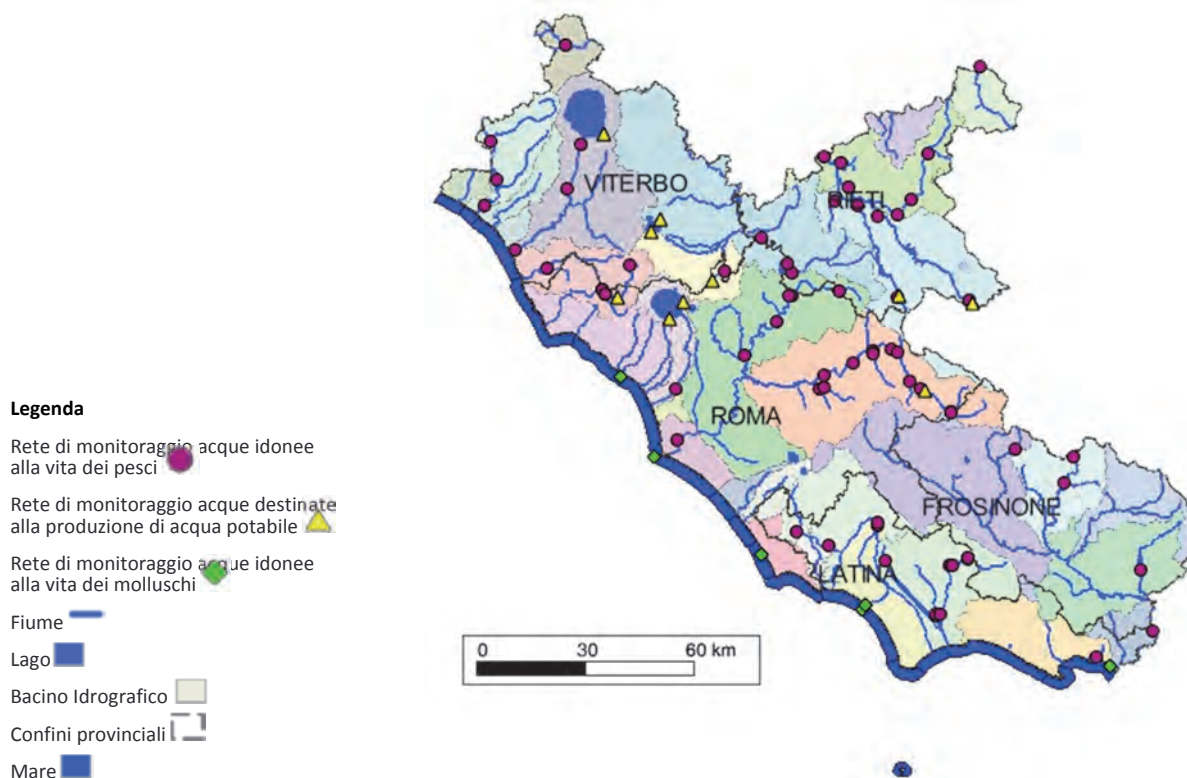 VITERBO
RIETI
ROMA
FROSINONE
LATINA
0 30 60 km
Legenda
Rete di monitoraggio acque idonee
alla vita dei pesci
Rete di monitoraggio acque destinate
alla produzione di acqua potabile
Rete di monitoraggio acque idonee
alla vita dei molluschi
Fiume
Lago
Bacino Idrografico
Confini provinciali
Mare